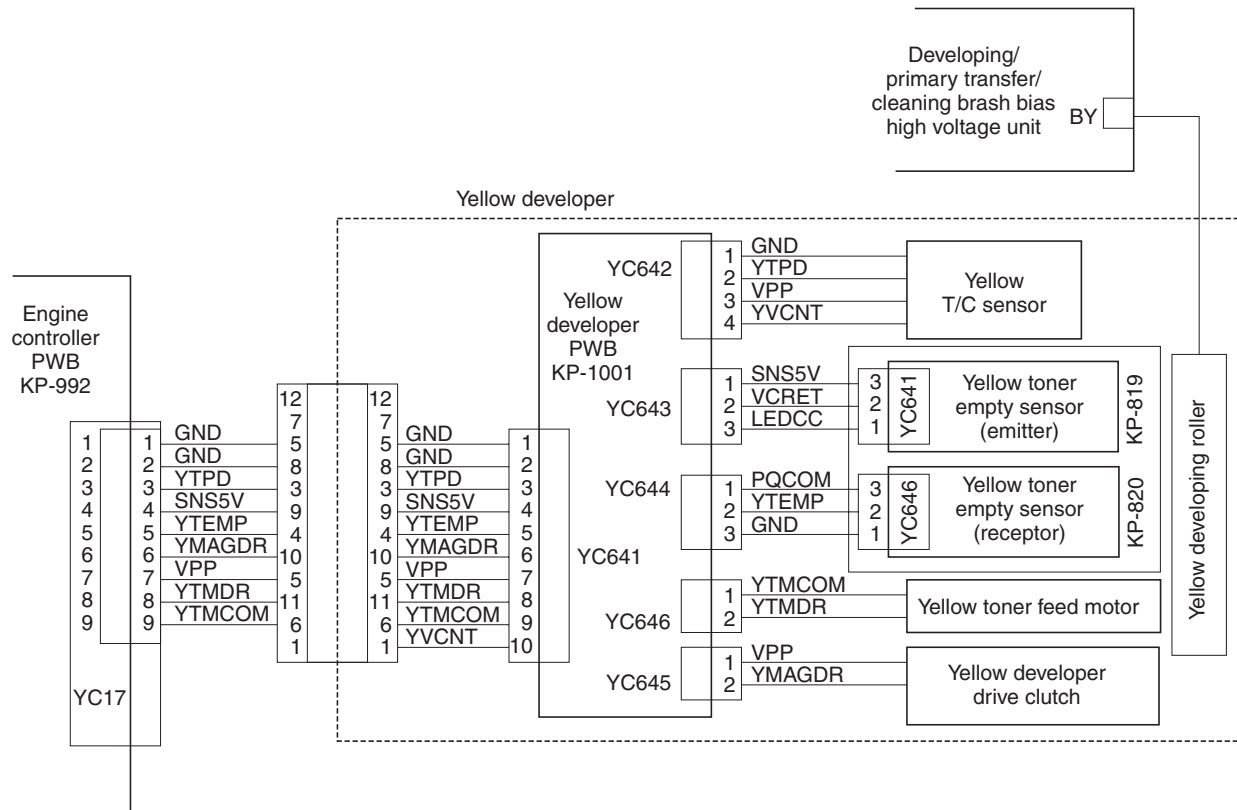 Developing/
primary transfer/
cleaning brash bias
high voltage unit
BY
Yellow developer
Engine
controller
PWB
KP-992
YC17
1 1 GND
2 2 GND
3 3 YTPD
4 4 SNS5V
5 5 YTEMP
6 6 YMAGDR
7 7 VPP
8 8 YTMDR
9 9 YTMCOM
12
7
5
8
3
9
4
10
5
11
6
1
12
7
5 GND 1
8 GND 2
3 YTPD 3
9 SNS5V 4
4 YTEMP 5
10 YMAGDR 6
5 VPP 7
11 YTMDR 8
6 YTMCOM 9
1 YVCNT 10
YC641
Yellow
developer
PWB
KP-1001
YC642
1 GND
2 YTPD
3 VPP
4 YVCNT
Yellow
T/C sensor
YC643
1 SNS5V 3
2 VCRET 2
3 LEDCC 1
YC641
Yellow toner
empty sensor
(emitter)
KP-819
YC644
1 PQCOM 3
2 YTEMP 2
3 GND 1
YC646
Yellow toner
empty sensor
(receptor)
KP-820
YC646
1 YTMCOM
2 YTMDR
Yellow toner feed motor
YC645
1 VPP
2 YMAGDR
Yellow developer
drive clutch
Yellow developing roller